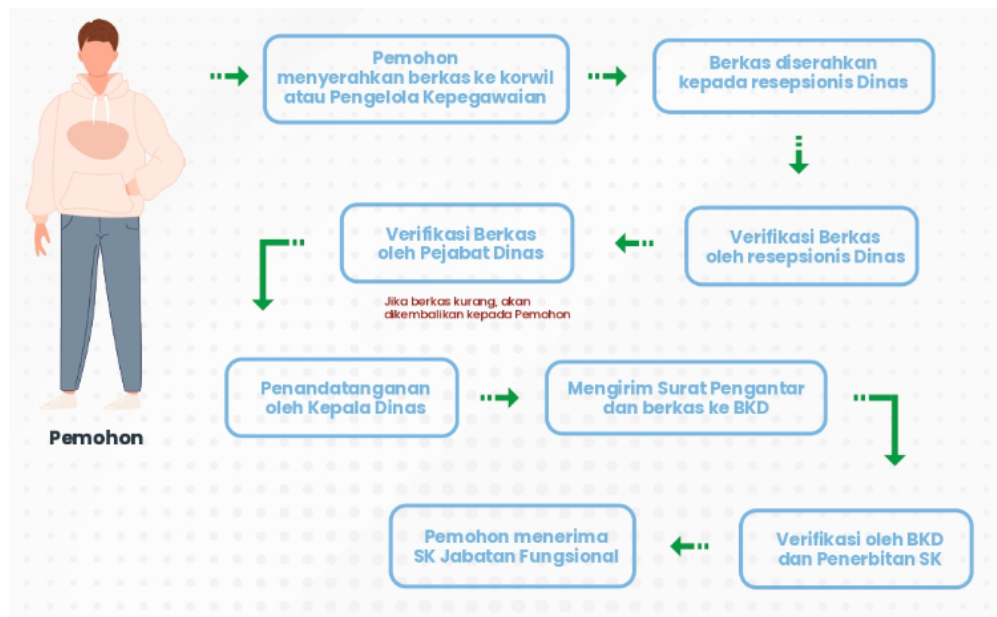 Pemohon
menyerahkan berkas ke korwil
atau Pengelola Kepegawaian
Berkas diserahkan
kepada resepsionis Dinas
Verifikasi Berkas
oleh resepsionis Dinas
Verifikasi Berkas
oleh Pejabat Dinas
Jika berkas kurang, akan
dikembalikan kepada Pemohon
Penandatanganan
oleh Kepala Dinas
Mengirim Surat Pengantar
dan berkas ke BKD
Verifikasi oleh BKD
dan Penerbitan SK
Pemohon menerima
SK Jabatan Fungsional
Pemohon